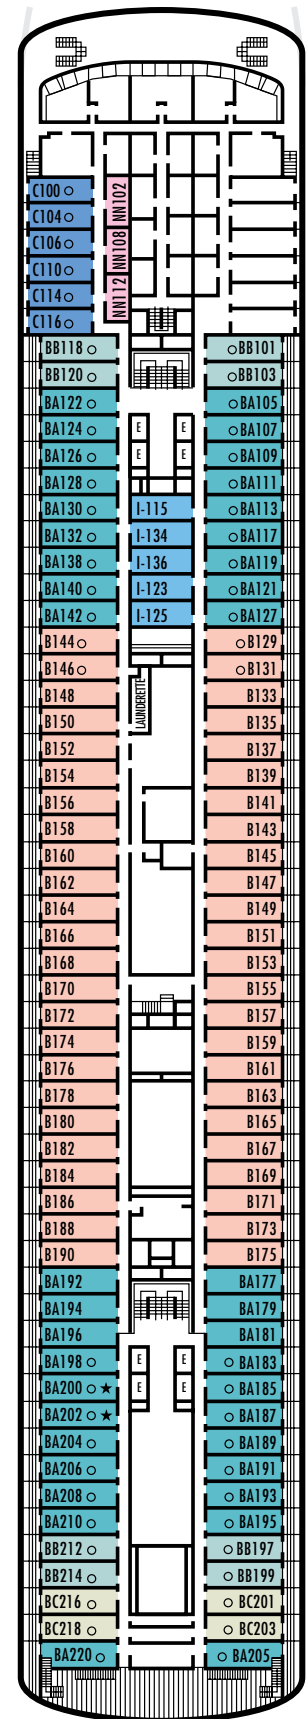 C100
NN102
C104
C106
NN108
C110
C114
NN112
C116
BB118 BB101
BB120 BB103
BA122 BA105
BA124 E E BA107
BA126 E E BA109
BA128 BA111
BA130 I-115 BA113
BA132 I-134 BA117
BA138 I-136 BA119
BA140 I-123 BA121
BA142 I-125 BA127
B144 B129
B146 B131
B148 LAUNDERETTE B133
B150 B135
B152 B137
B154 B139
B156 B141
B158 B143
B160 B145
B162 B147
B164 B149
B166 B151
B168 B153
B170 B155
B172 B157
B174 B159
B176 B161
B178 B163
B180 B165
B182 B167
B184 B169
B186 B171
B188 B173
B190 B175
BA192 BA177
BA194 BA179
BA196 BA181
BA198 E E BA183
BA200 ★ E E BA185
BA202 ★ BA187
BA204 BA189
BA206 BA191
BA208 BA193
BA210 BA195
BB212 BB197
BB214 BB199
BC216 BC201
BC218 BC203
BA220 BA205